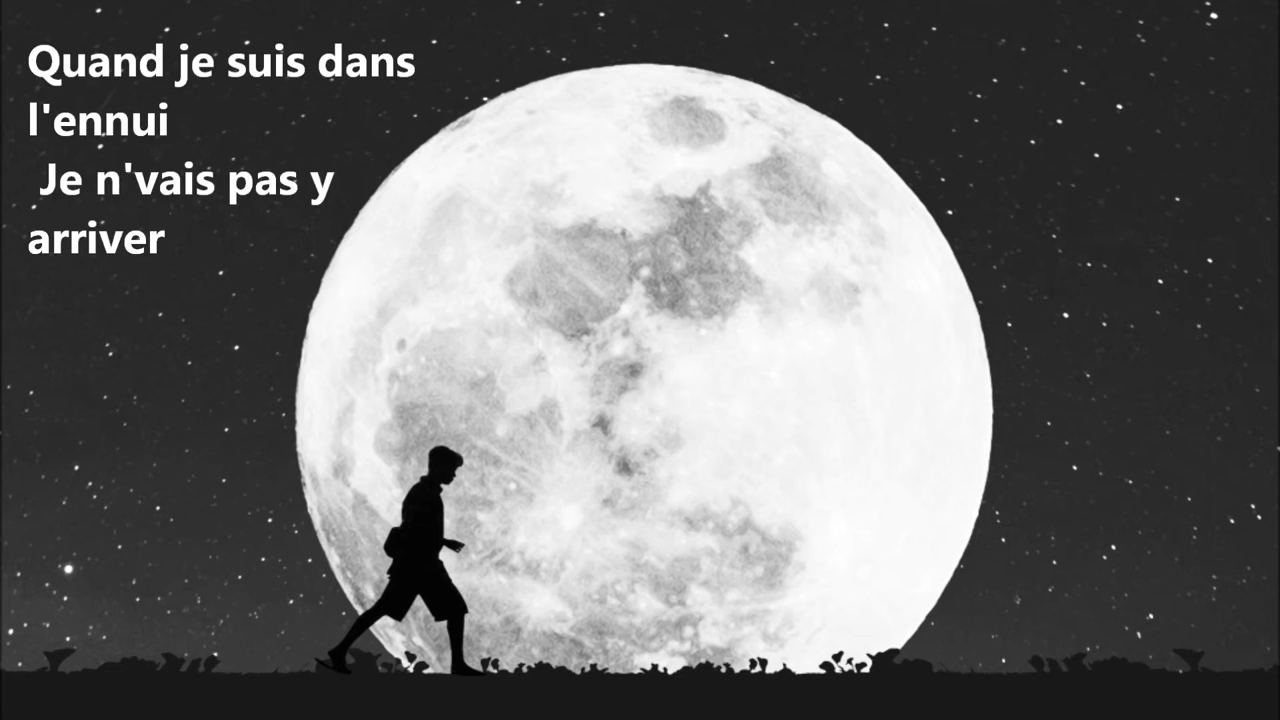 Quand je suis dans
l'ennui
Je n'vais pas y
arriver